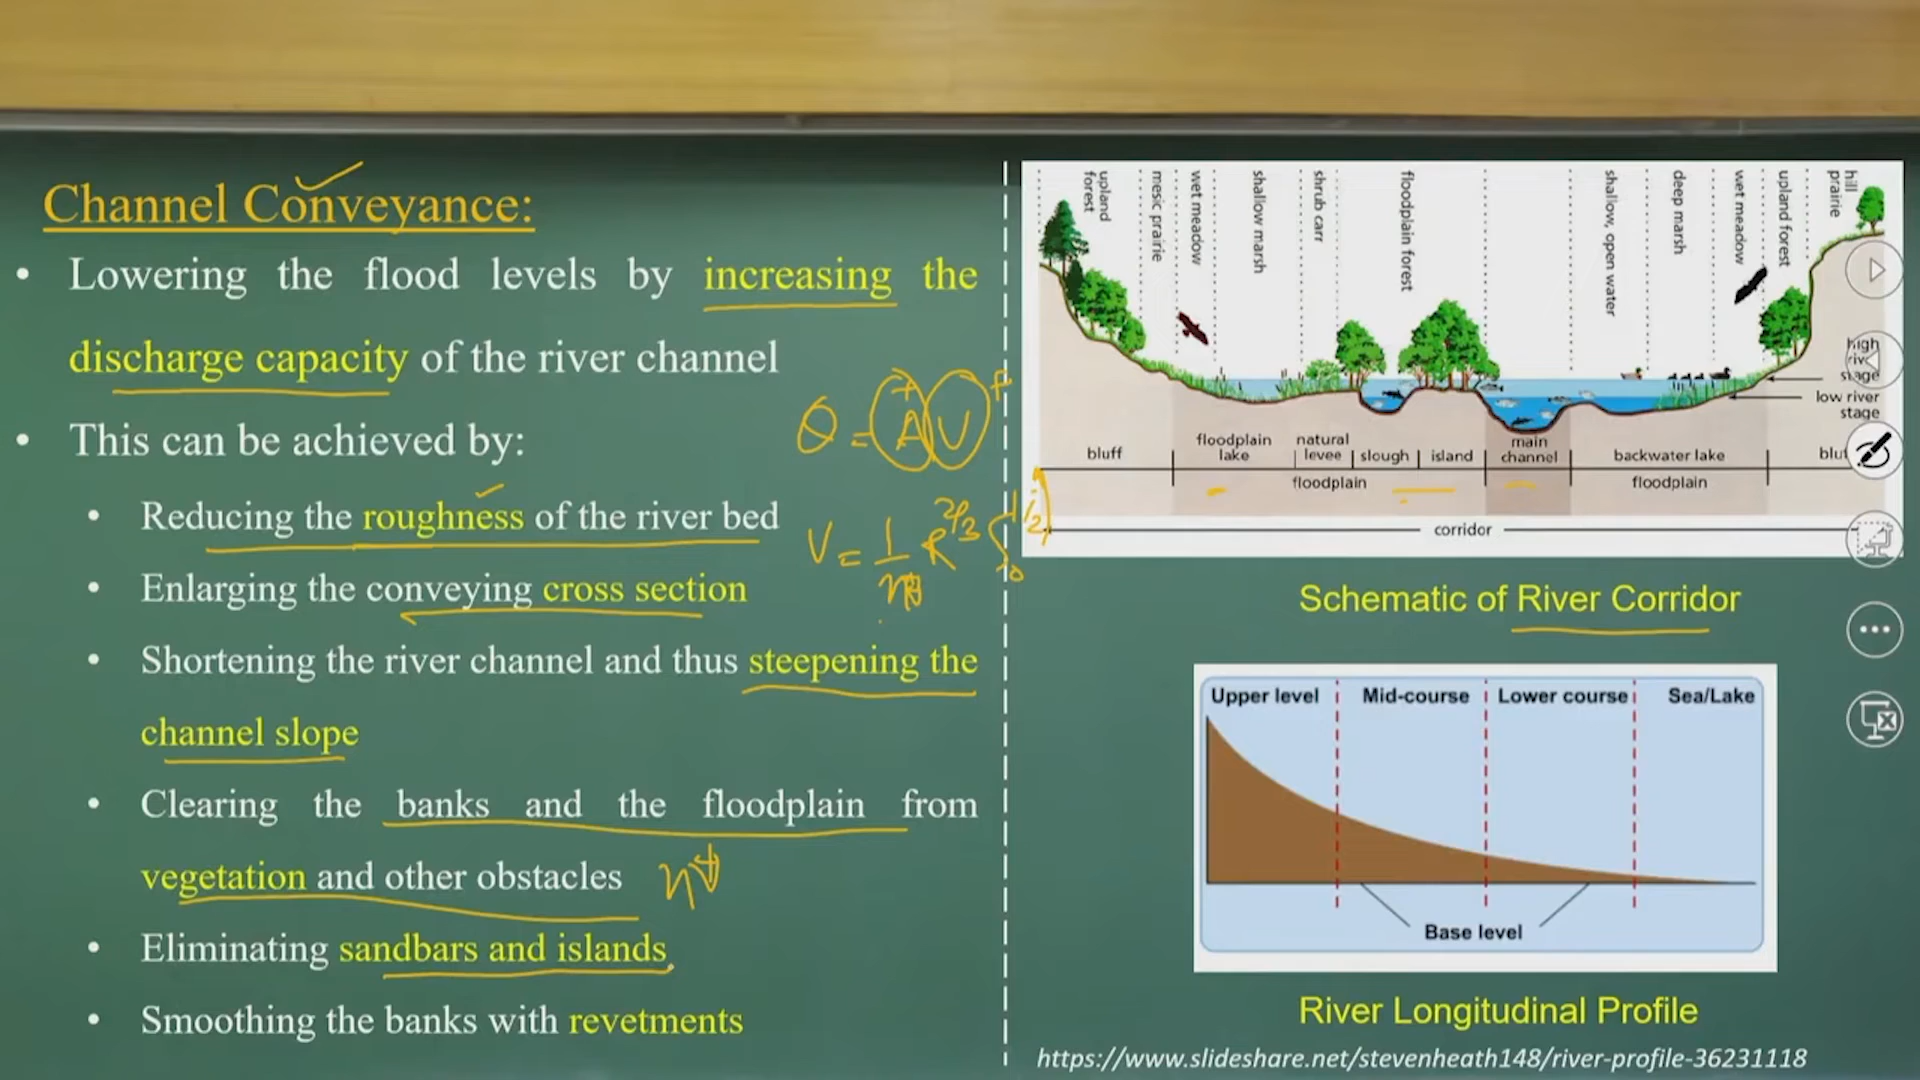 Channel Conveyance:
• Lowering the flood levels by increasing the
discharge capacity of the river channel
• This can be achieved by:
• Reducing the roughness of the river bed
• Enlarging the conveying cross section
• Shortening the river channel and thus steepening the
channel slope
• Clearing the banks and the floodplain from
vegetation and other obstacles
• Eliminating sandbars and islands
• Smoothing the banks with revetments
Q = A V
V = 1/n R^2/3 S_0^1/2
n
upland forest
mesic prairie
wet meadow
shallow marsh
shrub carr
floodplain forest
shallow, open water
deep marsh
wet meadow
upland forest
hill prairie
high
stage
low river
stage
bluff
floodplain lake
natural levee
slough
island
main channel
backwater lake
floodplain
floodplain
corridor
Schematic of River Corridor
Upper level Mid-course Lower course Sea/Lake
Base level
River Longitudinal Profile
https://www.slideshare.net/stevenheath148/river-profile-36231118